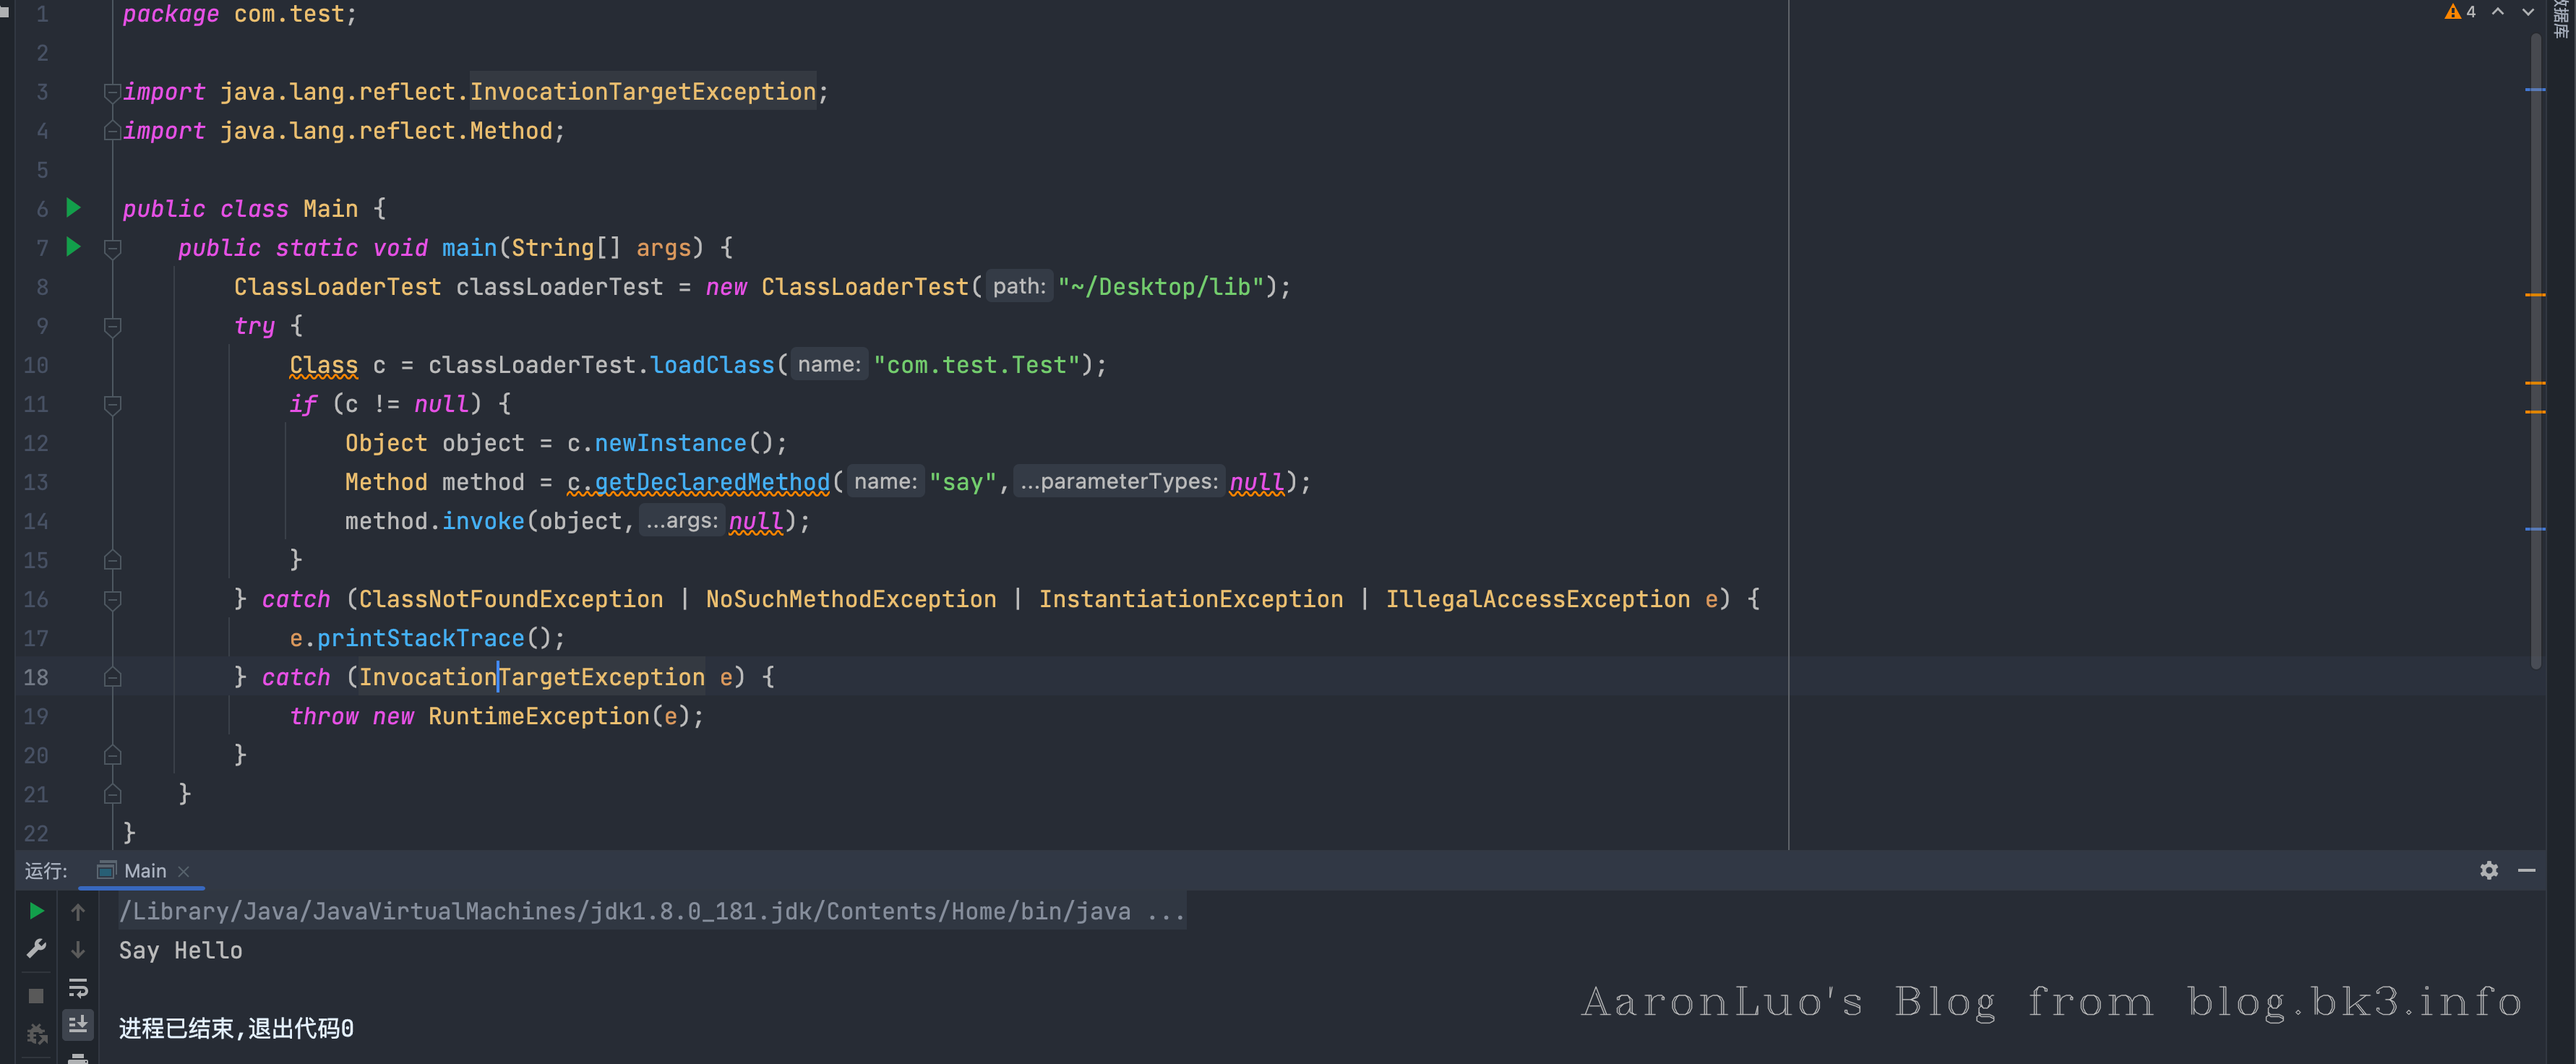 数据库
4
1 package com.test;
2
3 import java.lang.reflect.InvocationTargetException;
4 import java.lang.reflect.Method;
5
6 public class Main {
7 public static void main(String[] args) {
8 ClassLoaderTest classLoaderTest = new ClassLoaderTest( path: "~/Desktop/lib");
9 try {
10 Class c = classLoaderTest.loadClass( name: "com.test.Test");
11 if (c != null) {
12 Object object = c.newInstance();
13 Method method = c.getDeclaredMethod( name: "say", ...parameterTypes: null);
14 method.invoke(object, ...args: null);
15 }
16 } catch (ClassNotFoundException | NoSuchMethodException | InstantiationException | IllegalAccessException e) {
17 e.printStackTrace();
18 } catch (InvocationTargetException e) {
19 throw new RuntimeException(e);
20 }
21 }
22 }
运行: Main
/Library/Java/JavaVirtualMachines/jdk1.8.0_181.jdk/Contents/Home/bin/java ...
Say Hello
进程已结束,退出代码0
AaronLuo's Blog from blog.bk3.info